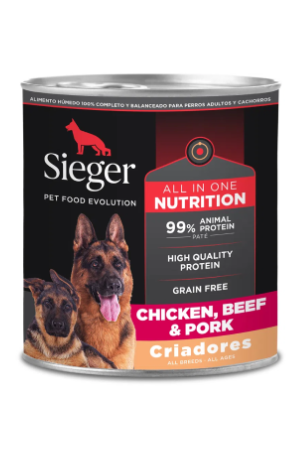 ALIMENTO HÚMEDO 100% COMPLETO Y BALANCEADO PARA PERROS ADULTOS Y CACHORROS
Sieger
PET FOOD EVOLUTION
ALL IN ONE
NUTRITION
99% ANIMAL PROTEIN
PATÉ
HIGH QUALITY
PROTEIN
GRAIN FREE
CHICKEN, BEEF
& PORK
Criadores
ALL BREEDS - ALL AGES